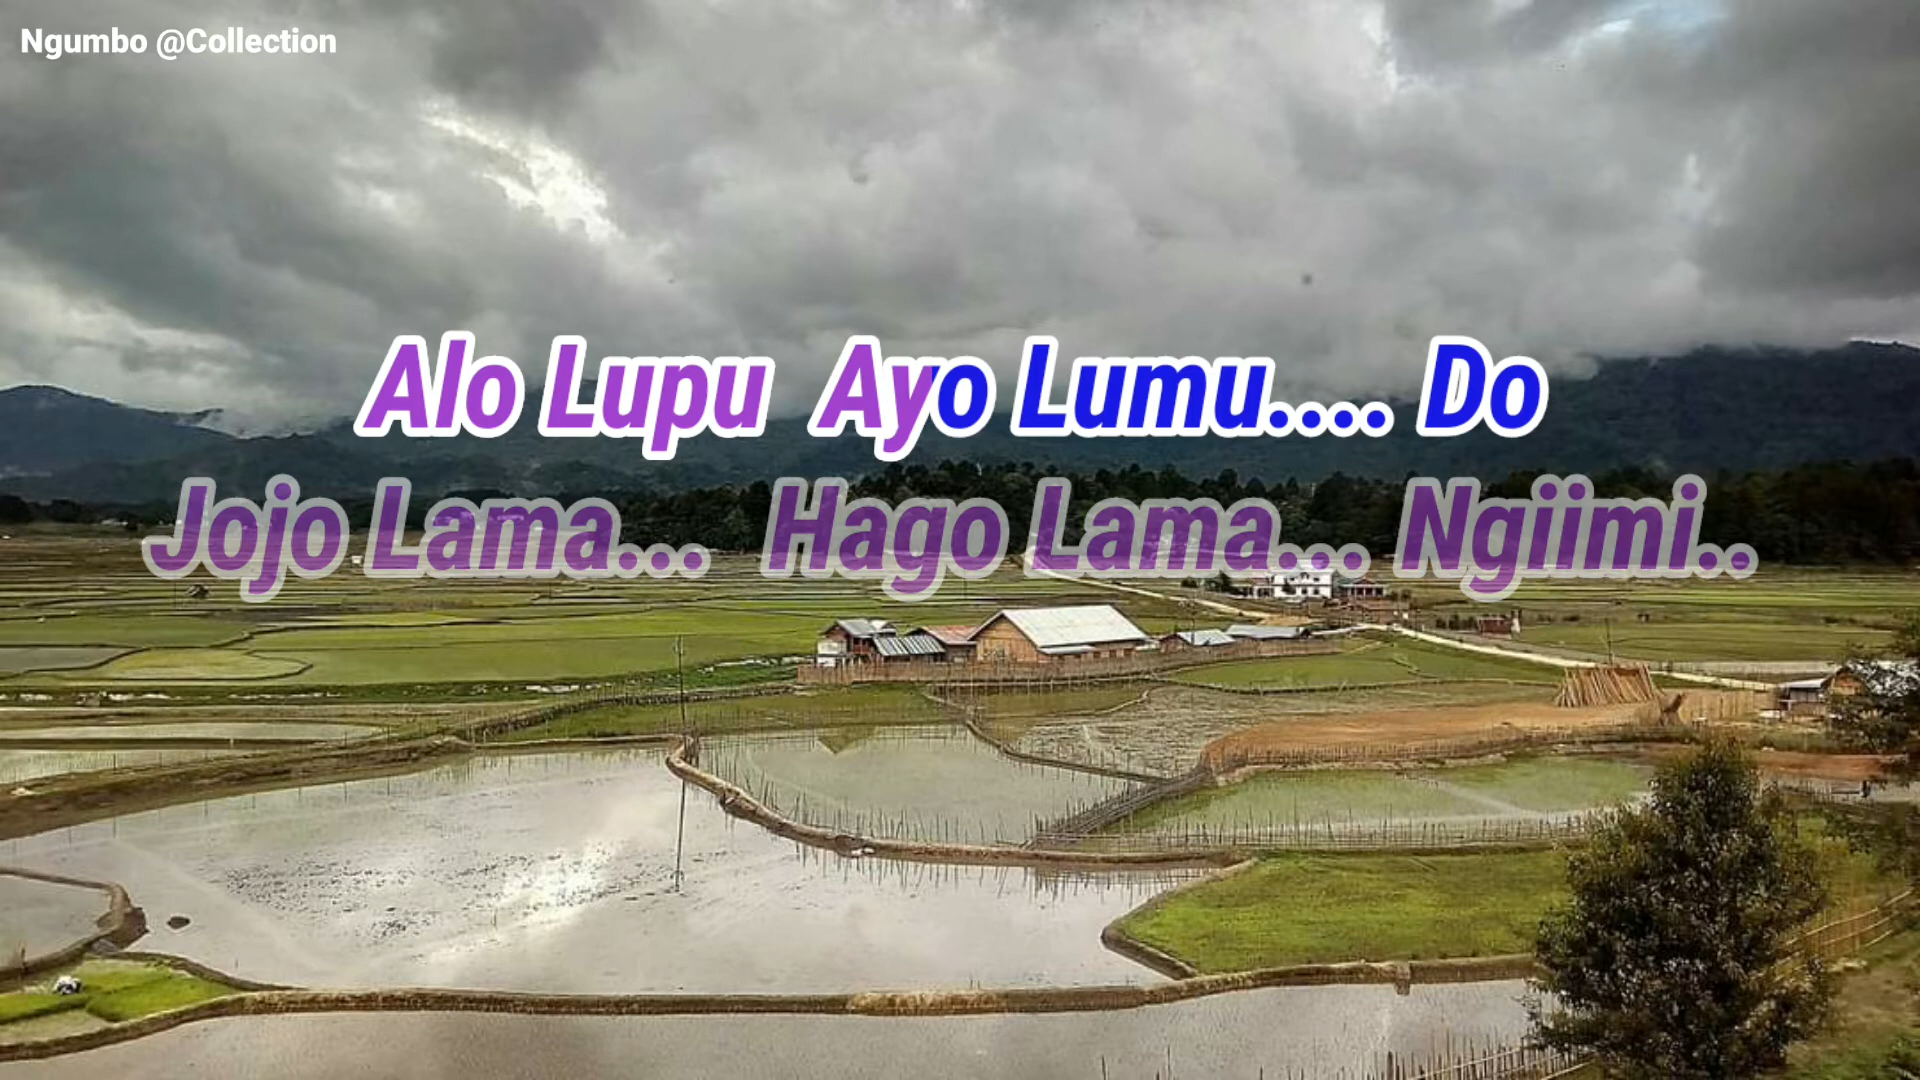 Ngumbo @Collection
Alo Lupu Ayo Lumu.... Do
Jojo Lama... Hago Lama... Ngiimi..